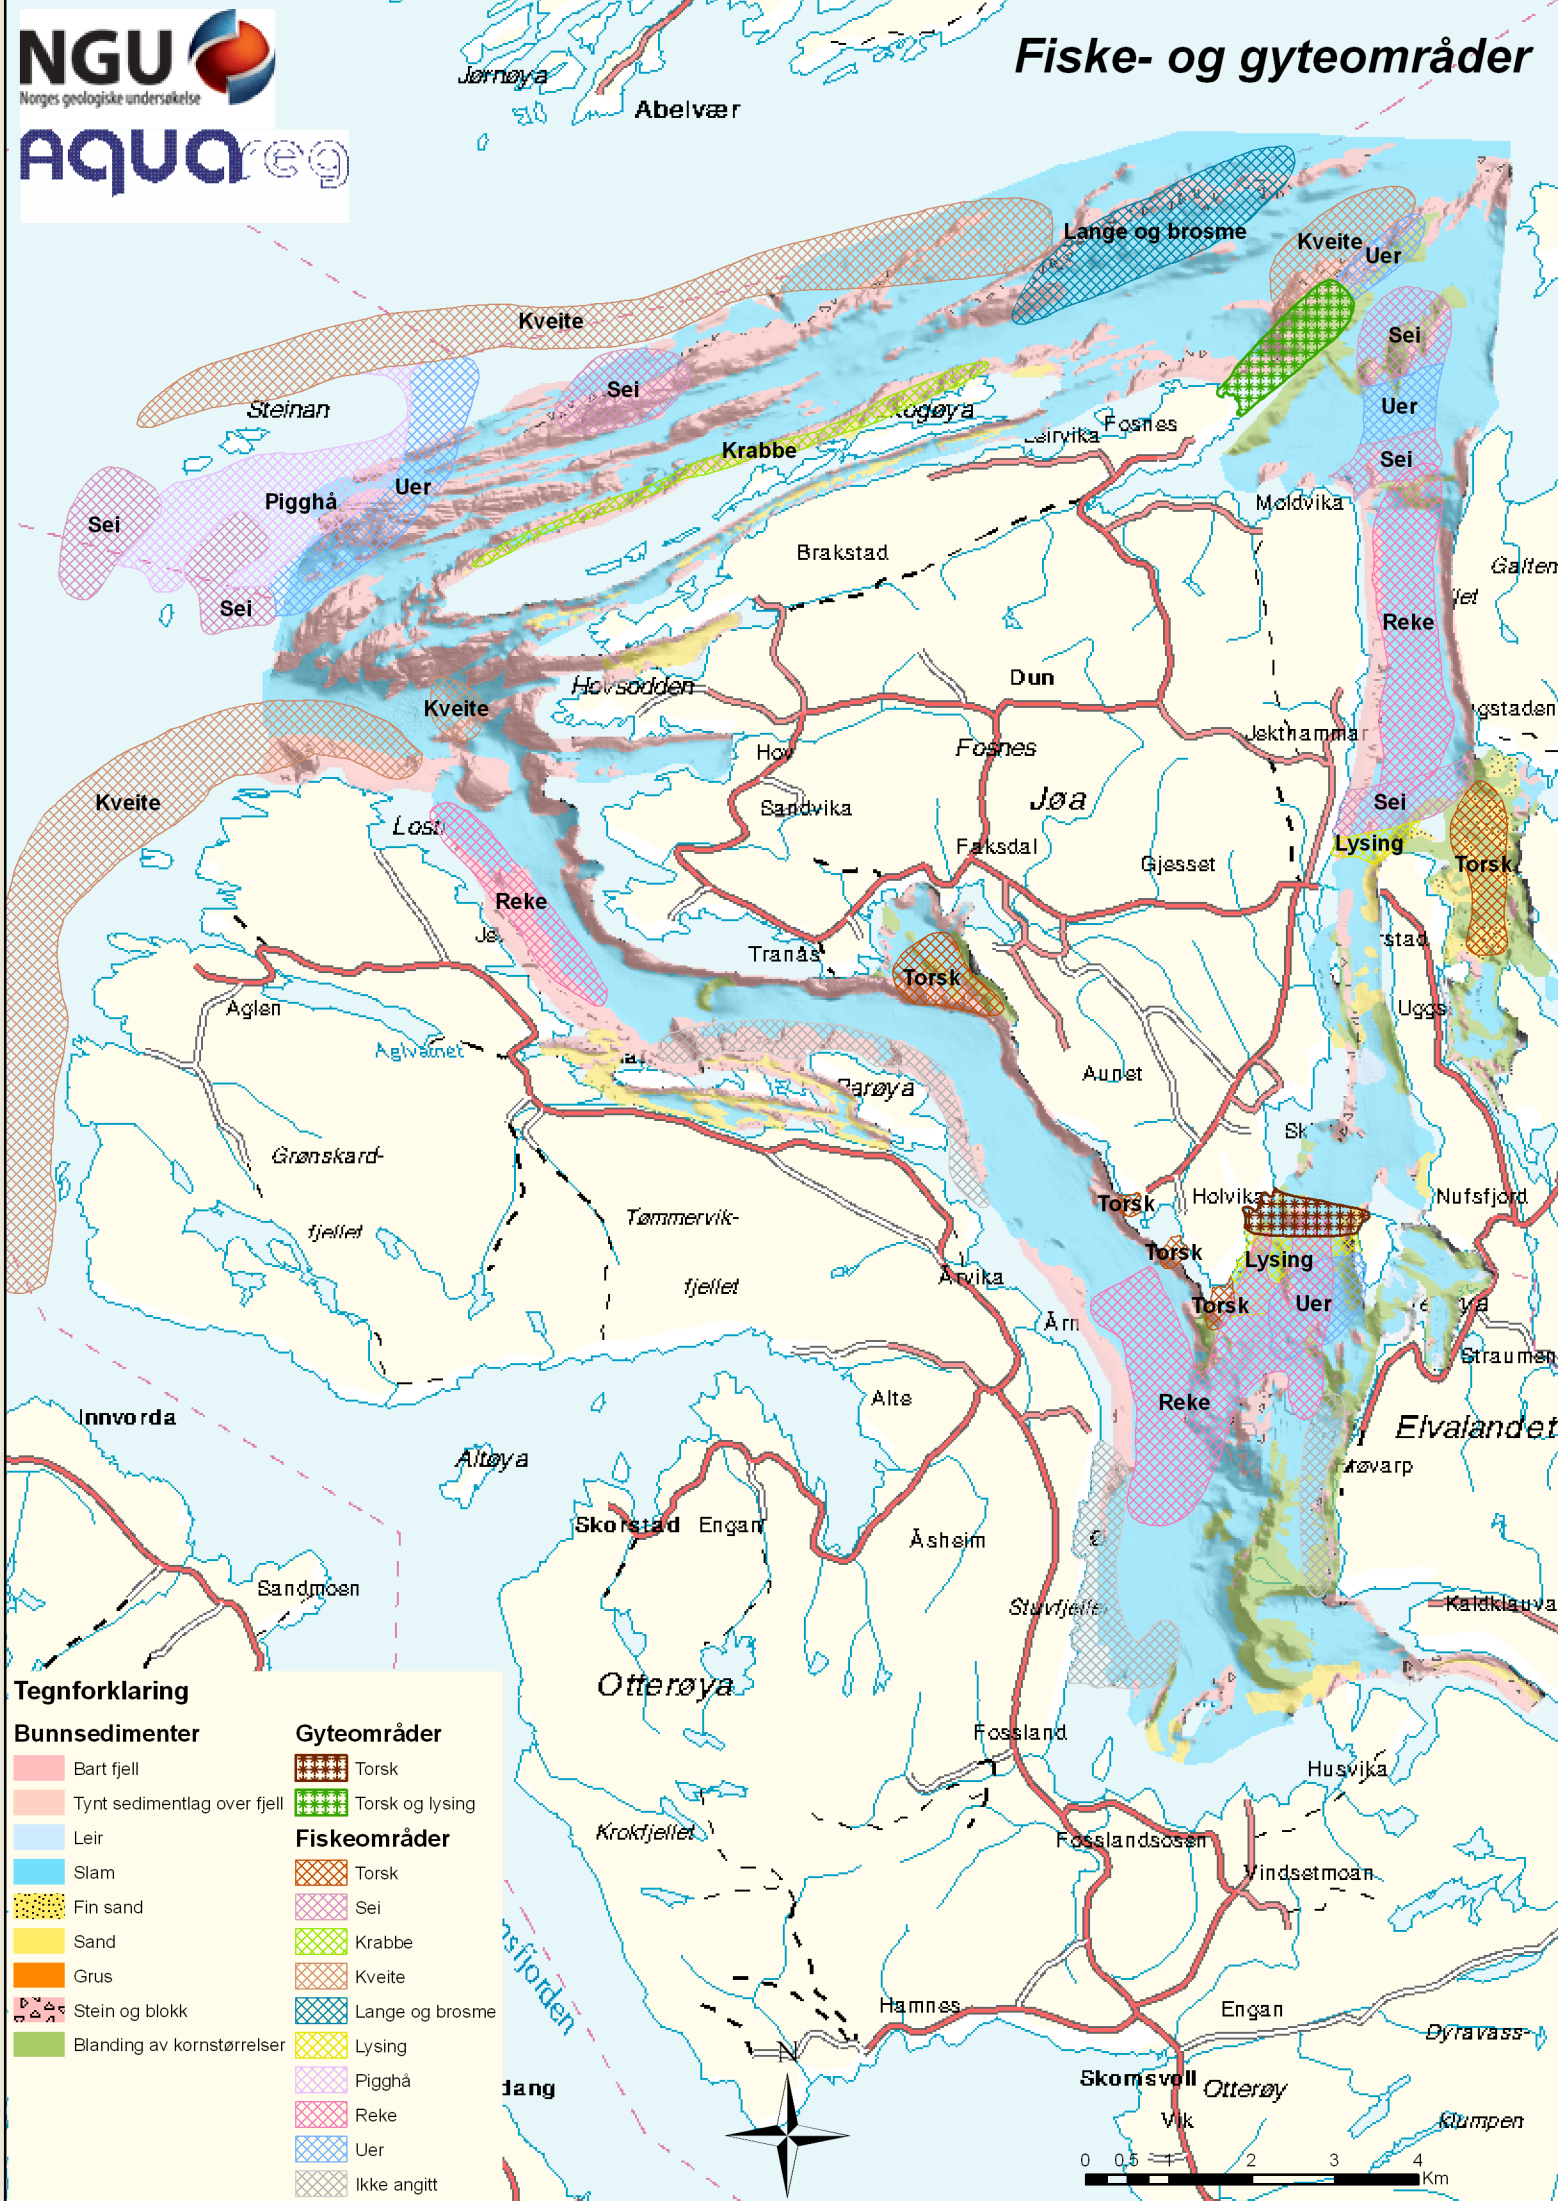 NGU
Norges geologiske undersøkelse
Aquareg
Fiske- og gyteområder
Jørnøya
Abelvær
Lange og brosme
Kveite
Uer
Kveite
Sei
Steinan
Sei
Uer
Fosnes
Krabbe
Sei
Uer
Pigghå
Moldvika
Sei
Brakstad
Sei
Reke
Dun
Hovsodden
Kveite
Jekthammar
Hov
Fosnes
Jøa
Kveite
Sandvika
Sei
Faksdal
Lysing
Gjesset
Torsk
Reke
Tranås
Torsk
Aglen
Aunet
Grønskard-
fjellet
Torsk
Holvika
Nufsfjord
Tømmervik-
fjellet
Torsk
Lysing
Årvika
Torsk
Uer
Straumen
Alte
Reke
Innvorda
Elvalandet
Altøya
Skorstad
Engan
Åsheim
Sandmoen
Otterøya
Fossland
Husvika
Krokfjellet
Fosslandsosen
Vindsetmoan
Hamnes
Engan
Dyravass-
Skomsvoll
Otterøy
Vik
Klumpen
N
0 0,5 1 2 3 4
Km
Tegnforklaring
Bunnsedimenter
Bart fjell
Tynt sedimentlag over fjell
Leir
Slam
Fin sand
Sand
Grus
Stein og blokk
Blanding av kornstørrelser
Gyteområder
Torsk
Torsk og lysing
Fiskeområder
Torsk
Sei
Krabbe
Kveite
Lange og brosme
Lysing
Pigghå
Reke
Uer
Ikke angitt